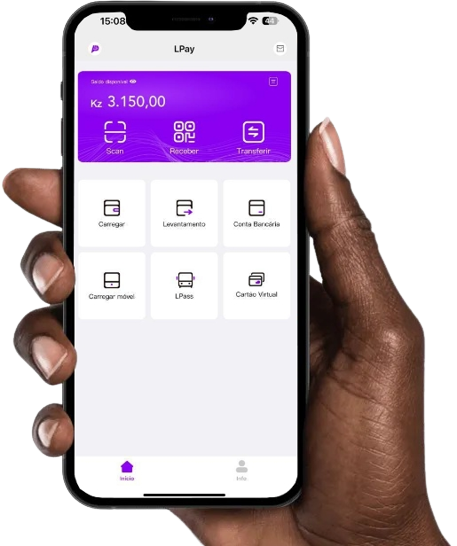 15:08
LPay
Saldo disponível
Kz 3.150,00
Scan
Receber
Transferir
Carregar
Levantamento
Conta Bancária
Carregar móvel
LPass
Cartão Virtual
Início
Info